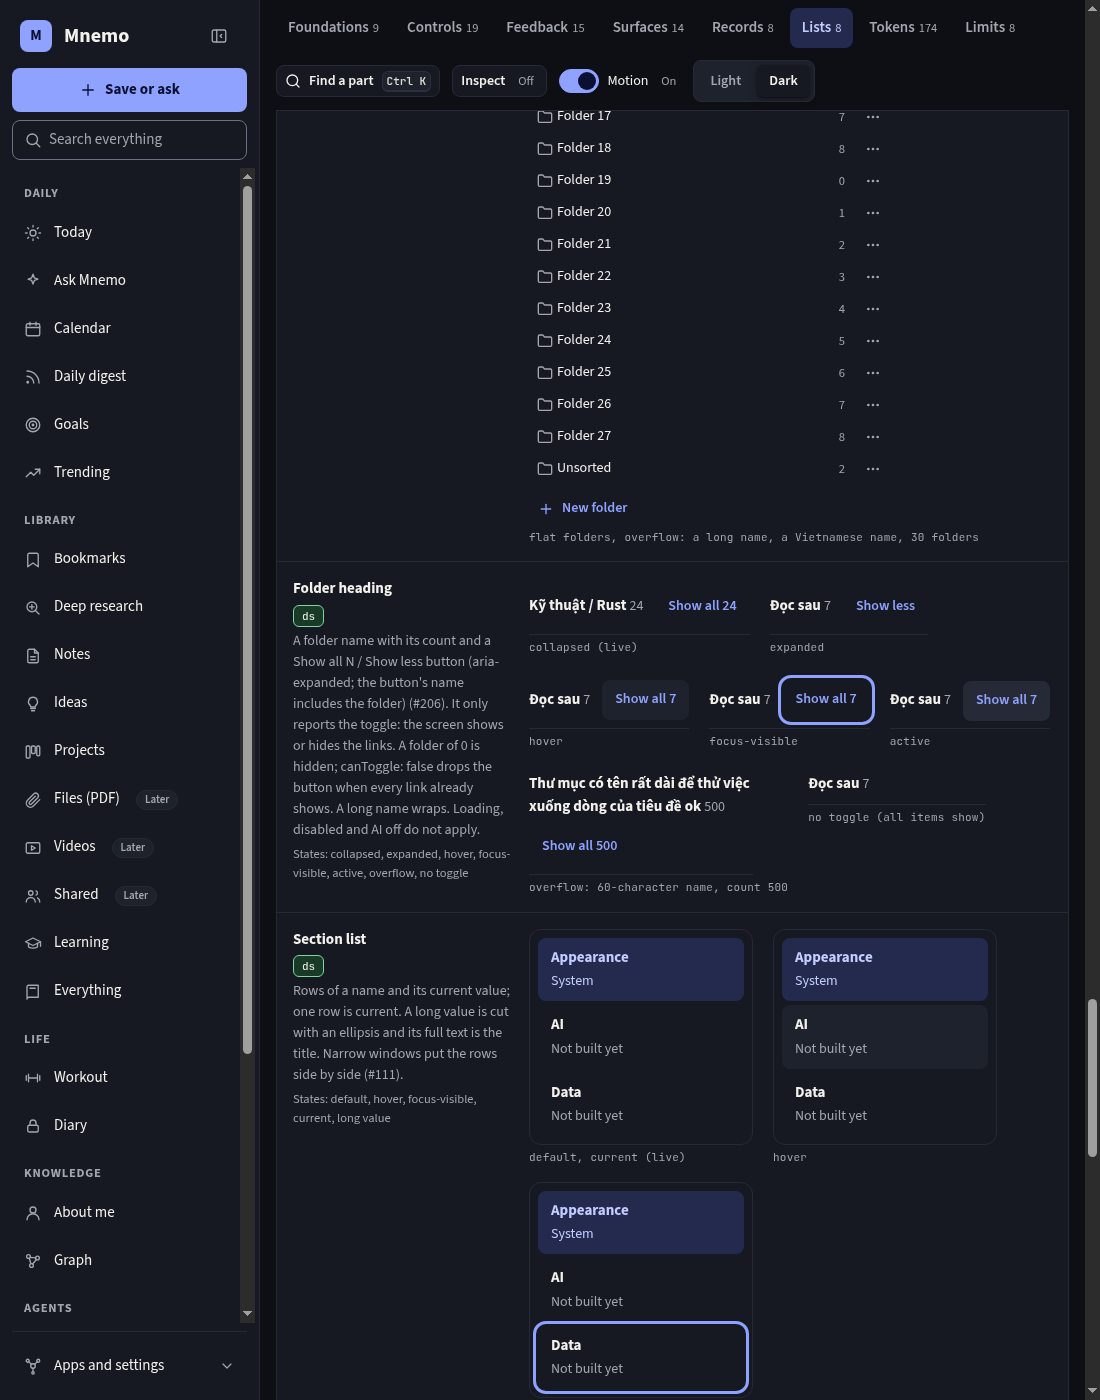 M Mnemo
Save or ask
Search everything
DAILY
Today
Ask Mnemo
Calendar
Daily digest
Goals
Trending
LIBRARY
Bookmarks
Deep research
Notes
Ideas
Projects
Files (PDF) Later
Videos Later
Shared Later
Learning
Everything
LIFE
Workout
Diary
KNOWLEDGE
About me
Graph
AGENTS
Apps and settings
Foundations 9 Controls 19 Feedback 15 Surfaces 14 Records 8 Lists 8 Tokens 174 Limits 8
Find a part Ctrl K Inspect Off Motion On Light Dark
Folder 17 7 ...
Folder 18 8 ...
Folder 19 0 ...
Folder 20 1 ...
Folder 21 2 ...
Folder 22 3 ...
Folder 23 4 ...
Folder 24 5 ...
Folder 25 6 ...
Folder 26 7 ...
Folder 27 8 ...
Unsorted 2 ...
New folder
flat folders, overflow: a long name, a Vietnamese name, 30 folders
Folder heading
ds
A folder name with its count and a
Show all N / Show less button (aria-
expanded; the button's name
includes the folder) (#206). It only
reports the toggle: the screen shows
or hides the links. A folder of 0 is
hidden; canToggle: false drops the
button when every link already
shows. A long name wraps. Loading,
disabled and AI off do not apply.
States: collapsed, expanded, hover, focus-
visible, active, overflow, no toggle
Kỹ thuật / Rust 24 Show all 24
collapsed (live)
Đọc sau 7 Show less
expanded
Đọc sau 7 Show all 7
hover
Đọc sau 7 Show all 7
focus-visible
Đọc sau 7 Show all 7
active
Thư mục có tên rất dài để thử việc
xuống dòng của tiêu đề ok 500
Show all 500
overflow: 60-character name, count 500
Đọc sau 7
no toggle (all items show)
Section list
ds
Rows of a name and its current value;
one row is current. A long value is cut
with an ellipsis and its full text is the
title. Narrow windows put the rows
side by side (#111).
States: default, hover, focus-visible,
current, long value
Appearance
System
AI
Not built yet
Data
Not built yet
default, current (live)
Appearance
System
AI
Not built yet
Data
Not built yet
hover
Appearance
System
AI
Not built yet
Data
Not built yet